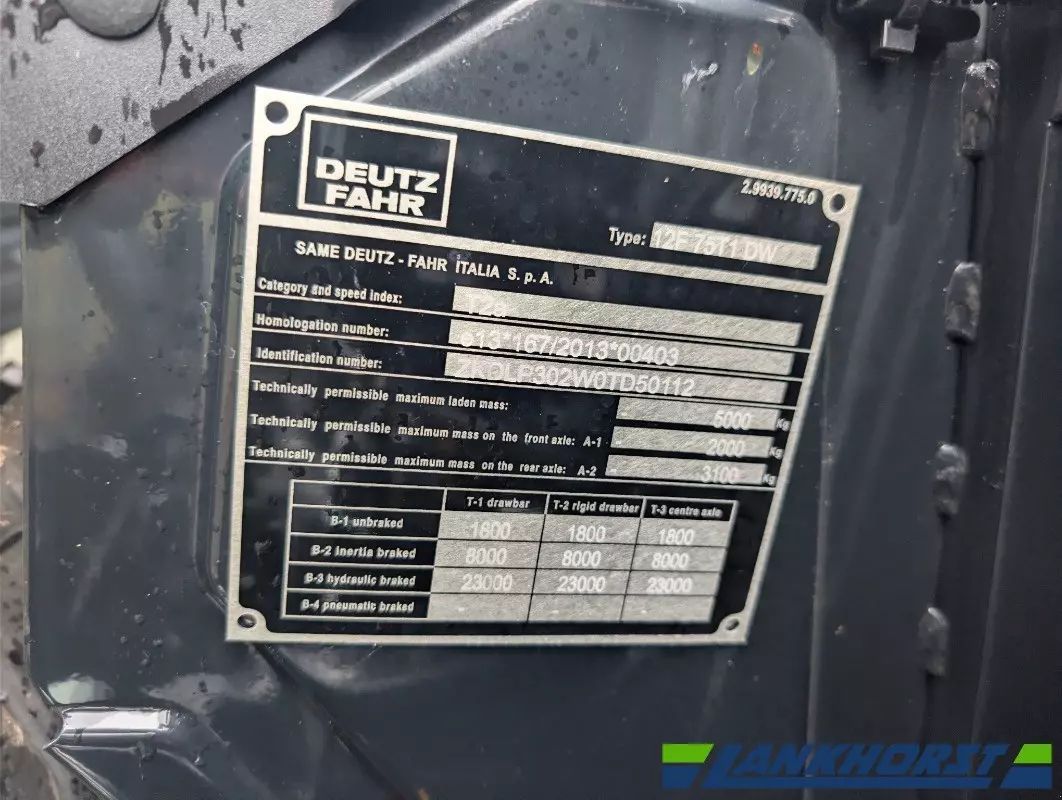 DEUTZ
FAHR
2.9939.775.0
Type: 12F 75T1 DW
SAME DEUTZ - FAHR ITALIA S. p. A.
Category and speed index: T2a
Homologation number: e13*167/2013*00403
Identification number: ZKDLP302W0TD50112
Technically permissible maximum laden mass: 5000 Kg
Technically permissible maximum mass on the front axle: A-1 - 2000 Kg
Technically permissible maximum mass on the rear axle: A-2 - 3100 Kg
T-1 drawbar T-2 rigid drawbar T-3 centre axle
B-1 unbraked 1800 1800 1800
B-2 inertia braked 8000 8000 8000
B-3 hydraulic braked 23000 23000 23000
B-4 pneumatic braked - - -
LANKHORST